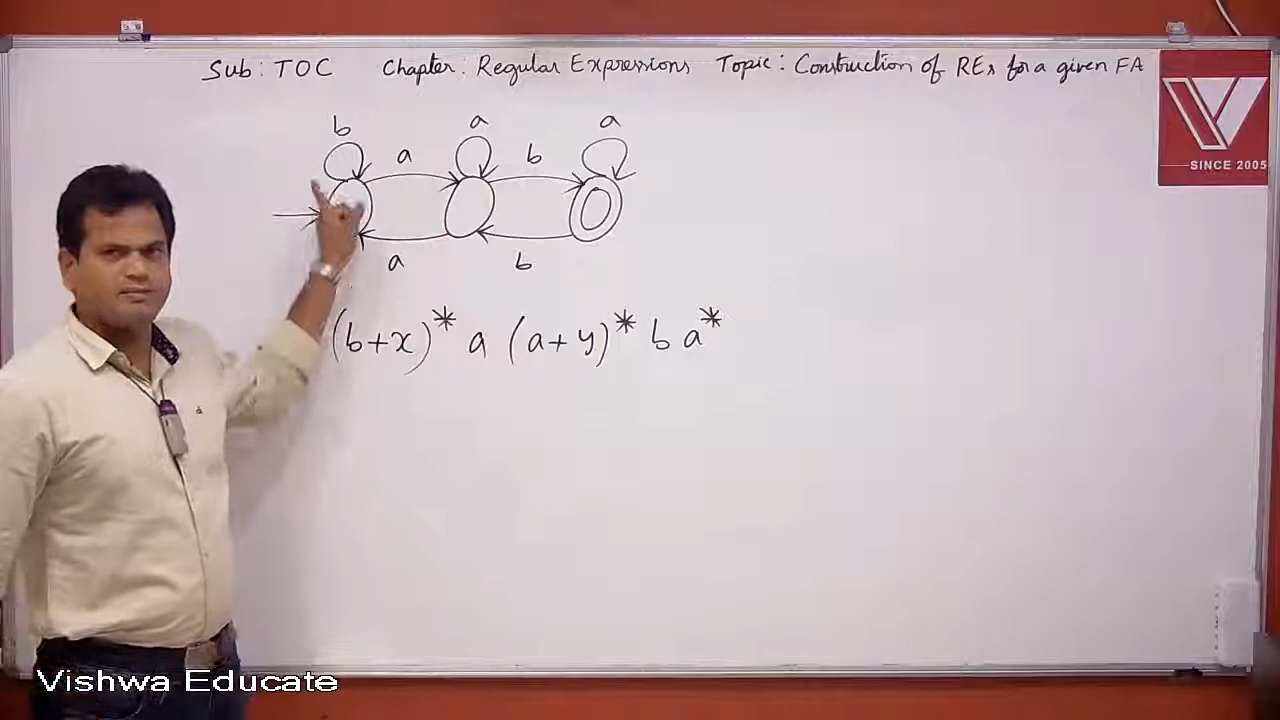 Sub : TOC Chapter : Regular Expressions Topic : Construction of REs for a given FA
SINCE 2005
b a a
a b
a b
(b+x)* a (a+y)* b a*
Vishwa Educate